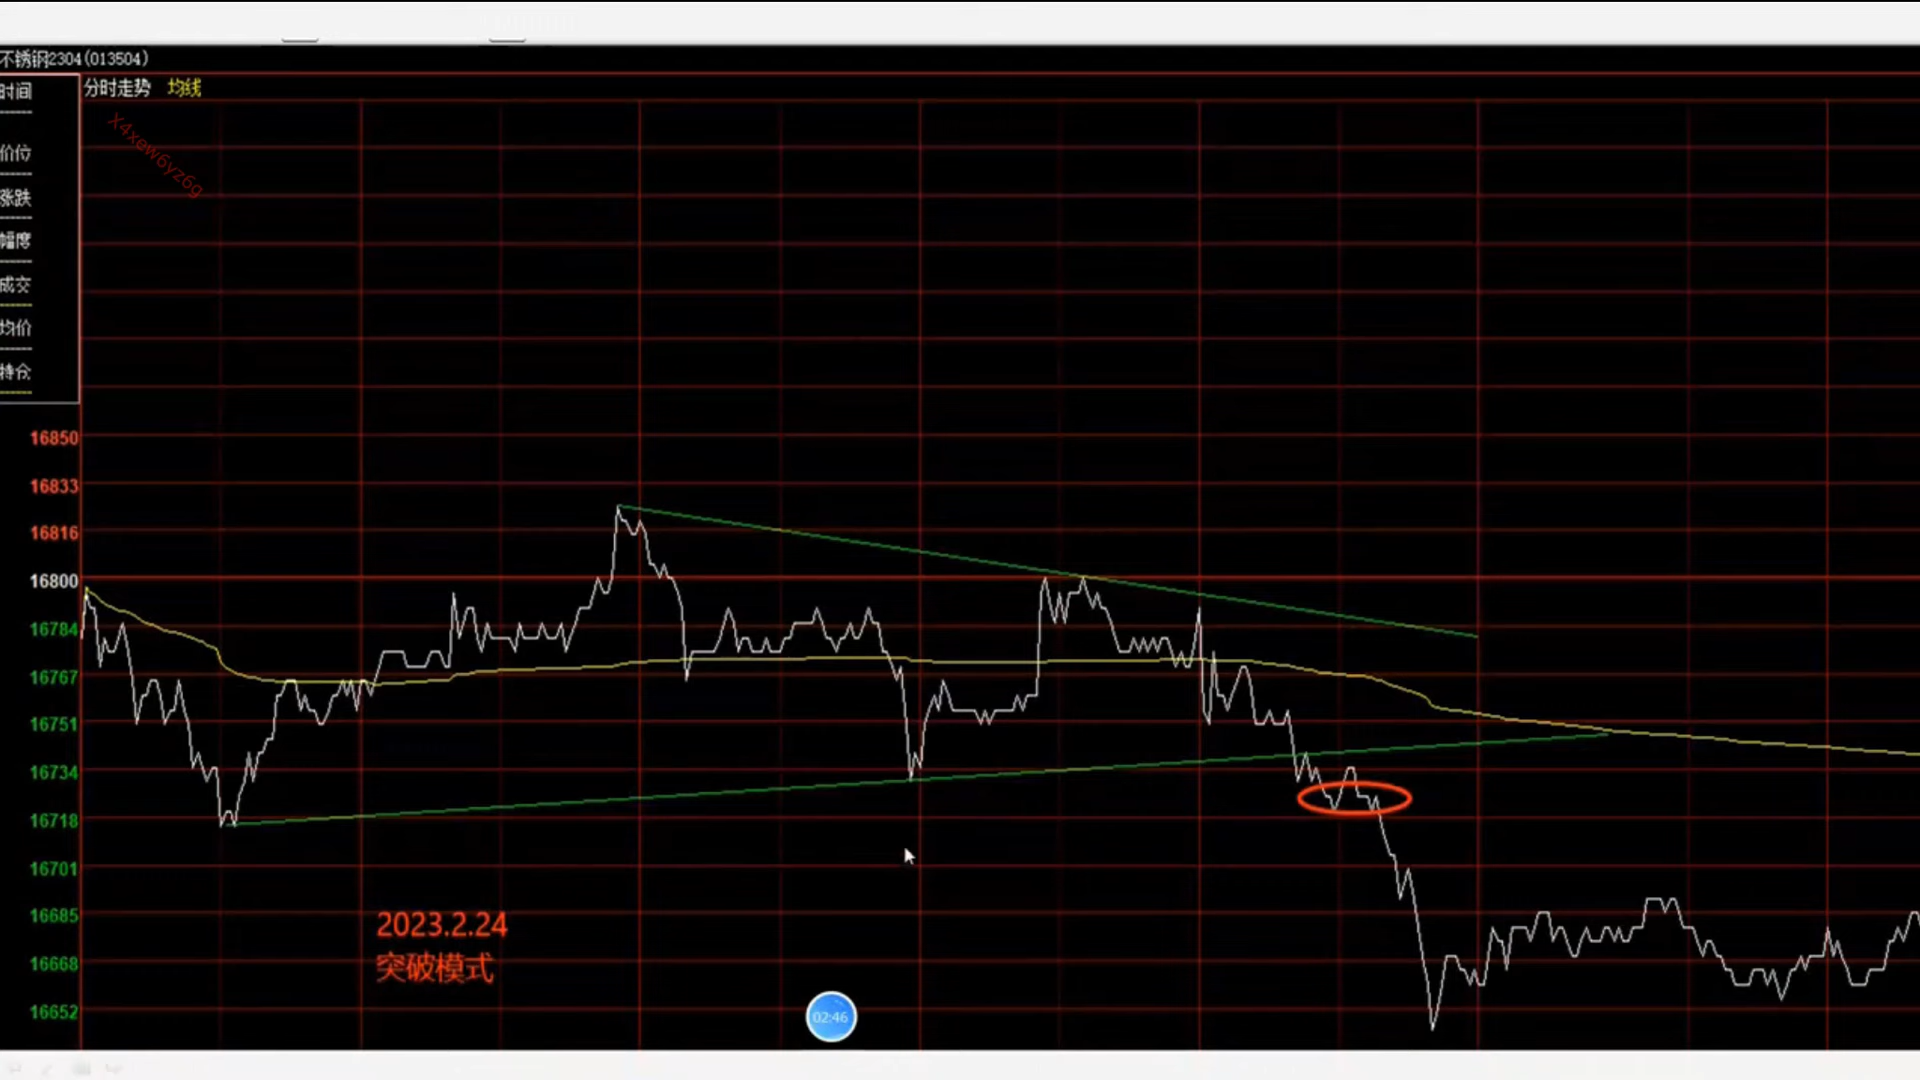 不锈钢2304(013504)
时间
分时走势 均线
X4xew6yz6g
价位
涨跌
幅度
成交
均价
持仓
16850
16833
16816
16800
16784
16767
16751
16734
16718
16701
16685
16668
16652
2023.2.24
突破模式
02:46